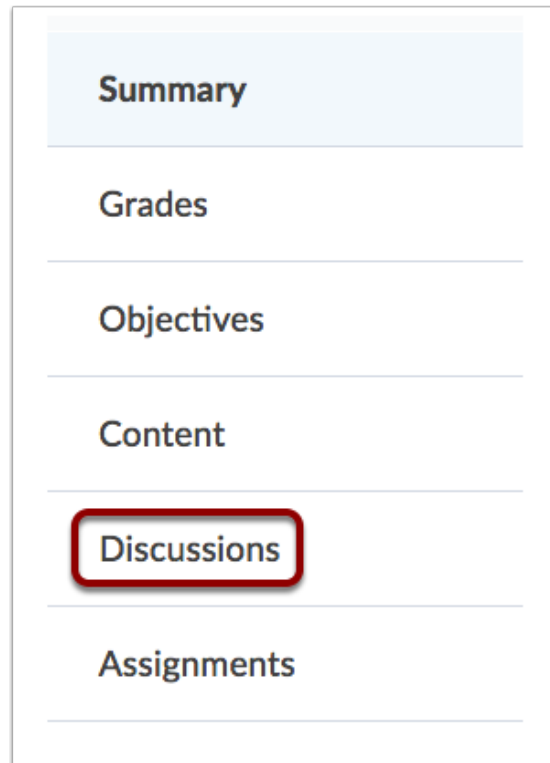 Summary
Grades
Objectives
Content
Discussions
Assignments